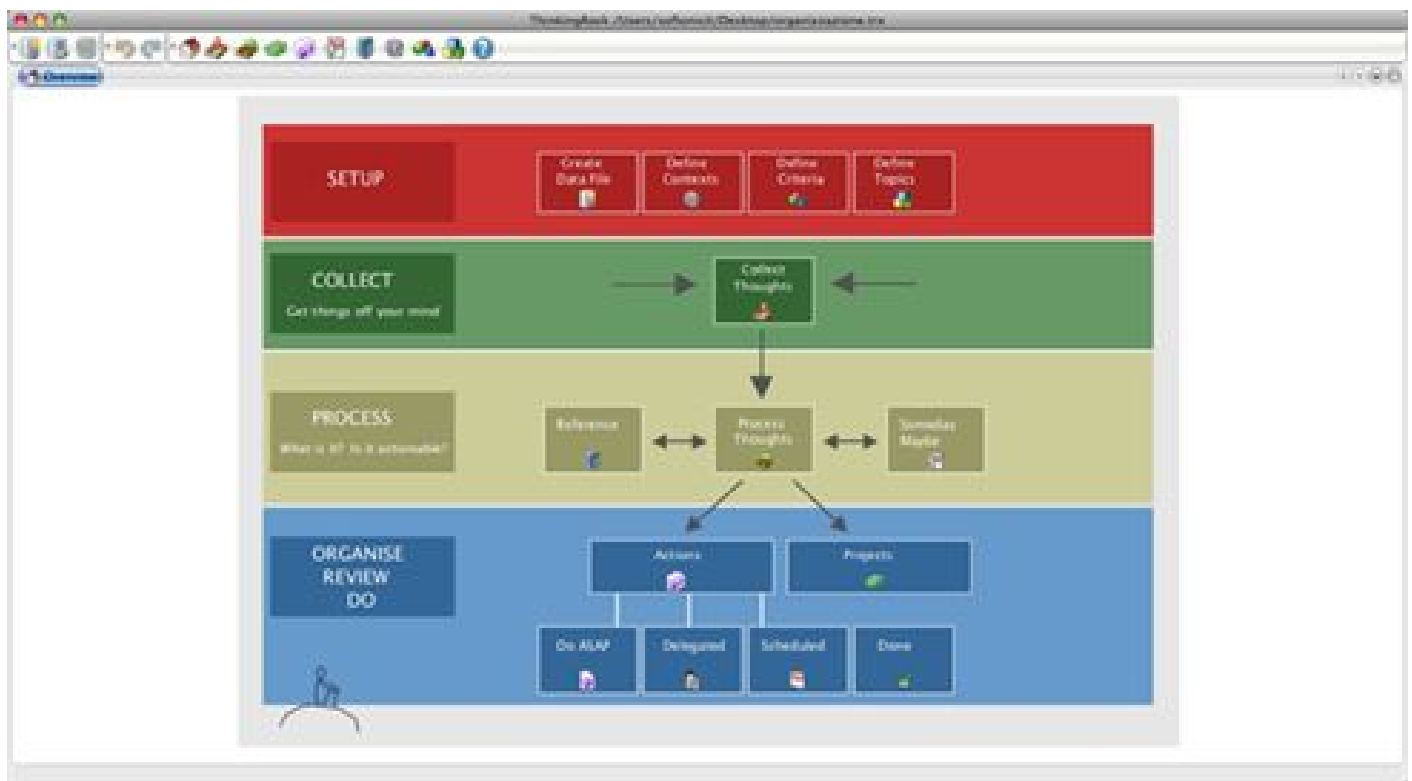 Overview
SETUP
Create
Data File
Define
Contexts
Define
Criteria
Define
Topics
COLLECT
Get things off your mind
Collect
Thoughts
PROCESS
What is it? Is it actionable?
Reference
Process
Thoughts
Someday
Maybe
ORGANISE
REVIEW
DO
Actions
Projects
Do ASAP
Delegated
Scheduled
Done